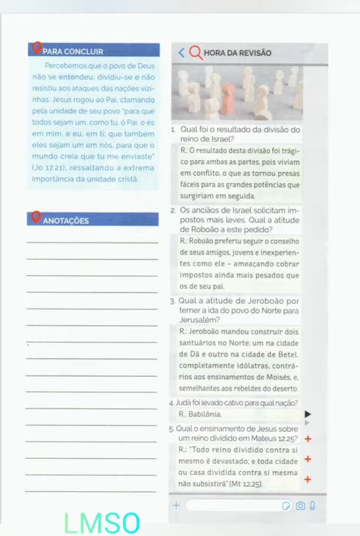 PARA CONCLUIR
Percebemos que o povo de Deus
não se entendeu, dividiu-se e não
resistiu aos ataques das nações vizi-
nhas. Jesus rogou ao Pai, clamando
pela unidade de seu povo "para que
todos sejam um, como tu, ó Pai, o és
em mim, e eu, em ti; que também
eles sejam um em nós, para que o
mundo creia que tu me enviaste"
(Jo 17.21), ressaltando a extrema
importância da unidade cristã.
ANOTAÇÕES
HORA DA REVISÃO
1. Qual foi o resultado da divisão do
reino de Israel?
R.: O resultado desta divisão foi trági-
co para ambas as partes, pois viviam
em conflito, o que as tornou presas
fáceis para as grandes potências que
surgiriam em seguida.
2. Os anciãos de Israel solicitam im-
postos mais leves. Qual a atitude
de Roboão a este pedido?
R.: Roboão preferiu seguir o conselho
de seus amigos, jovens e inexperien-
tes como ele – ameaçando cobrar
impostos ainda mais pesados que
os de seu pai.
3. Qual a atitude de Jeroboão por
temer a ida do povo do Norte para
Jerusalém?
R.: Jeroboão mandou construir dois
santuários no Norte: um na cidade
de Dã e outro na cidade de Betel,
completamente idólatras, contrá-
rios aos ensinamentos de Moisés, e,
semelhantes aos rebeldes do deserto.
4. Judá foi levado cativo para qual nação?
R.: Babilônia.
5. Qual o ensinamento de Jesus sobre
um reino dividido em Mateus 12.25?
R.: "Todo reino dividido contra si
mesmo é devastado; e toda cidade
ou casa dividida contra si mesma
não subsistirá" (Mt 12.25).
LMSO